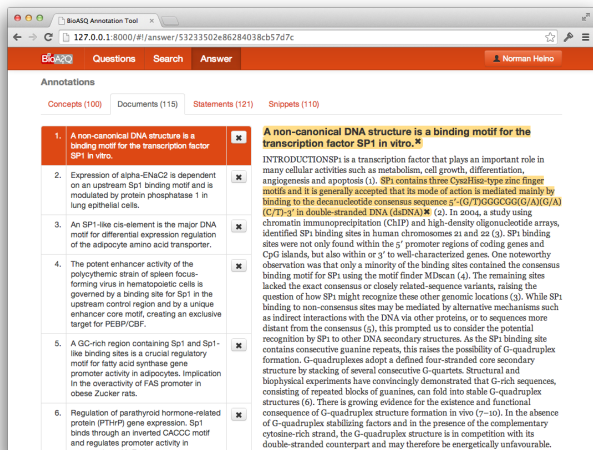 BioASQ Annotation Tool
127.0.0.1:8000/#!/answer/53233502e86284038cb57d7c
BioASQ Questions Search Answer Norman Heino
Annotations
Concepts (100) Documents (115) Statements (121) Snippets (110)
1. A non-canonical DNA structure is a
binding motif for the transcription factor
SP1 in vitro.
2. Expression of alpha-ENaC2 is dependent
on an upstream Sp1 binding motif and is
modulated by protein phosphatase 1 in
lung epithelial cells.
3. An SP1-like cis-element is the major DNA
motif for differential expression regulation
of the adipocyte amino acid transporter.
4. The potent enhancer activity of the
polycythemic strain of spleen focus-
forming virus in hematopoietic cells is
governed by a binding site for Sp1 in the
upstream control region and by a unique
enhancer core motif, creating an exclusive
target for PEBP/CBF.
5. A GC-rich region containing Sp1 and Sp1-
like binding sites is a crucial regulatory
motif for fatty acid synthase gene
promoter activity in adipocytes. Implication
In the overactivity of FAS promoter in
obese Zucker rats.
6. Regulation of parathyroid hormone-related
protein (PTHrP) gene expression. Sp1
binds through an inverted CACCC motif
and regulates promoter activity in
A non-canonical DNA structure is a binding motif for the
transcription factor SP1 in vitro.
INTRODUCTIONSP1 is a transcription factor that plays an important role in
many cellular activities such as metabolism, cell growth, differentiation,
angiogenesis and apoptosis (1). SP1 contains three Cys2His2-type zinc finger
motifs and it is generally accepted that its mode of action is mediated mainly by
binding to the decanucleotide consensus sequence 5′-(G/T)GGGCGG(G/A)(G/A)
(C/T)-3′ in double-stranded DNA (dsDNA) (2). In 2004, a study using
chromatin immunoprecipitation (ChIP) and high-density oligonucleotide arrays,
identified SP1 binding sites in human chromosomes 21 and 22 (3). SP1 binding
sites were not only found within the 5′ promoter regions of coding genes and
CpG islands, but also within or 3′ to well-characterized genes. One noteworthy
observation was that only a minority of the binding sites contained the consensus
binding motif for SP1 using the motif finder MDscan (4). The remaining sites
lacked the exact consensus or closely related-sequence variants, raising the
question of how SP1 might recognize these other genomic locations (3). While SP1
binding to non-consensus sites may be mediated by alternative mechanisms such
as indirect interactions with the DNA via other proteins, or to sequences more
distant from the consensus (5), this prompted us to consider the potential
recognition by SP1 to other DNA secondary structures. As the SP1 binding site
contains consecutive guanine repeats, this raises the possibility of G-quadruplex
formation. G-quadruplexes adopt a defined four-stranded core secondary
structure by stacking of several consecutive G-quartets. Structural and
biophysical experiments have convincingly demonstrated that G-rich sequences,
consisting of repeated blocks of guanines, can fold into stable G-quadruplex
structures (6). There is growing evidence for the existence and functional
consequence of G-quadruplex structure formation in vivo (7–10). In the absence
of G-quadruplex stabilizing factors and in the presence of the complementary
cytosine-rich strand, the G-quadruplex structure is in competition with its
double-stranded counterpart and may therefore be energetically unfavourable.